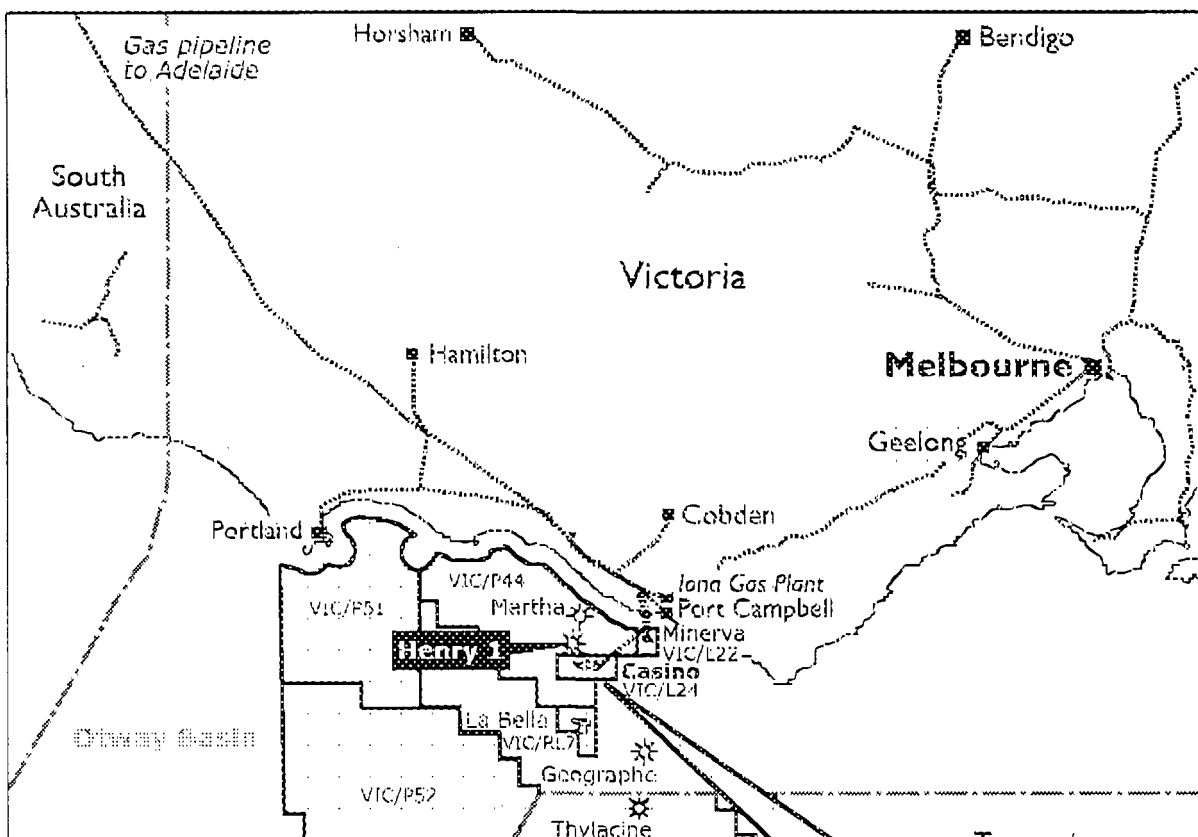 Horsham
Bendigo
Gas pipeline
to Adelaide
South
Australia
Victoria
Hamilton
Melbourne
Geelong
Portland
Cobden
Iona Gas Plant
Port Campbell
VIC/P44
VIC/P51
Martha
Minerva
VIC/L22
Henry 1
Casino
VIC/L24
La Bella
VIC/RL7
Otway Basin
Geographe
VIC/P52
Thylacine